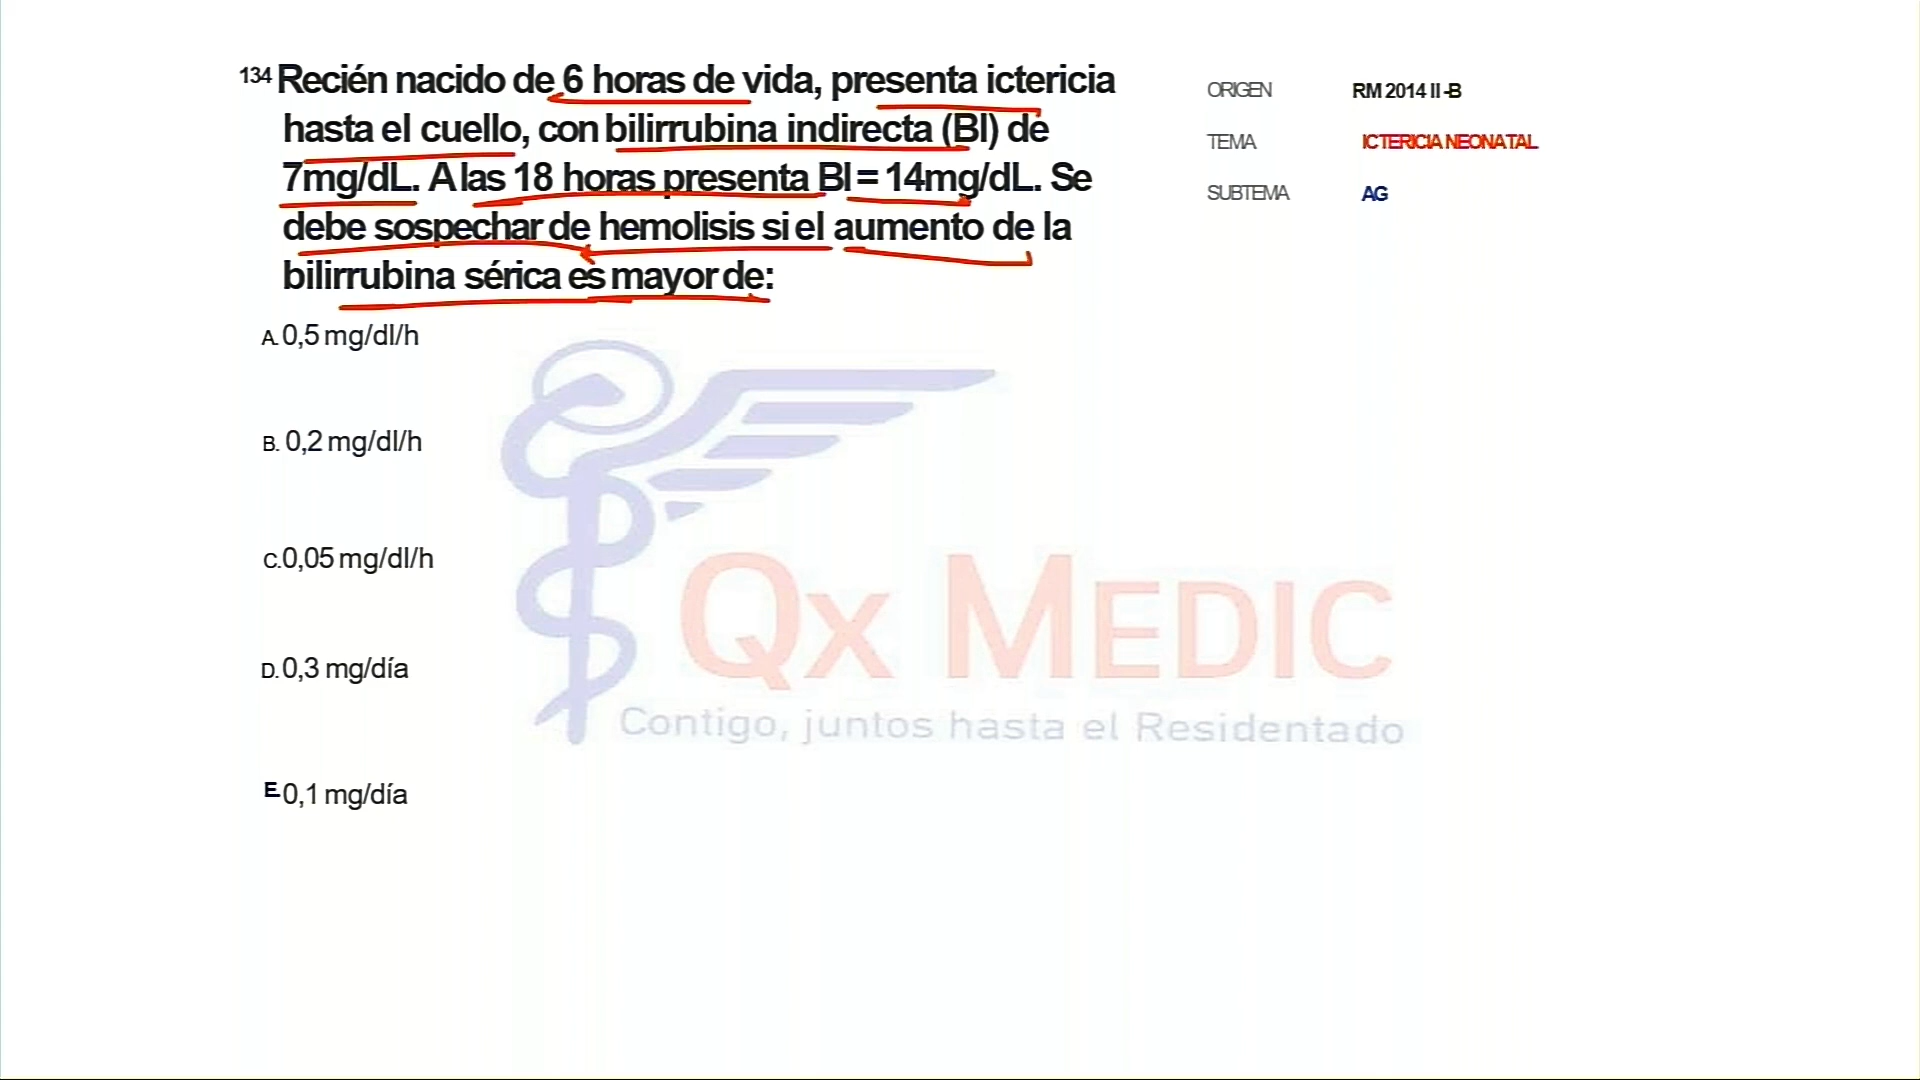 134 Recién nacido de 6 horas de vida, presenta ictericia
hasta el cuello, con bilirrubina indirecta (BI) de
7mg/dL. A las 18 horas presenta BI = 14mg/dL. Se
debe sospechar de hemolisis si el aumento de la
bilirrubina sérica es mayor de:
A. 0,5 mg/dl/h
B. 0,2 mg/dl/h
C. 0,05 mg/dl/h
D. 0,3 mg/día
E. 0,1 mg/día
ORIGEN RM 2014 II -B
TEMA ICTERICIA NEONATAL
SUBTEMA AG
Qx MEDIC
Contigo, juntos hasta el Residentado